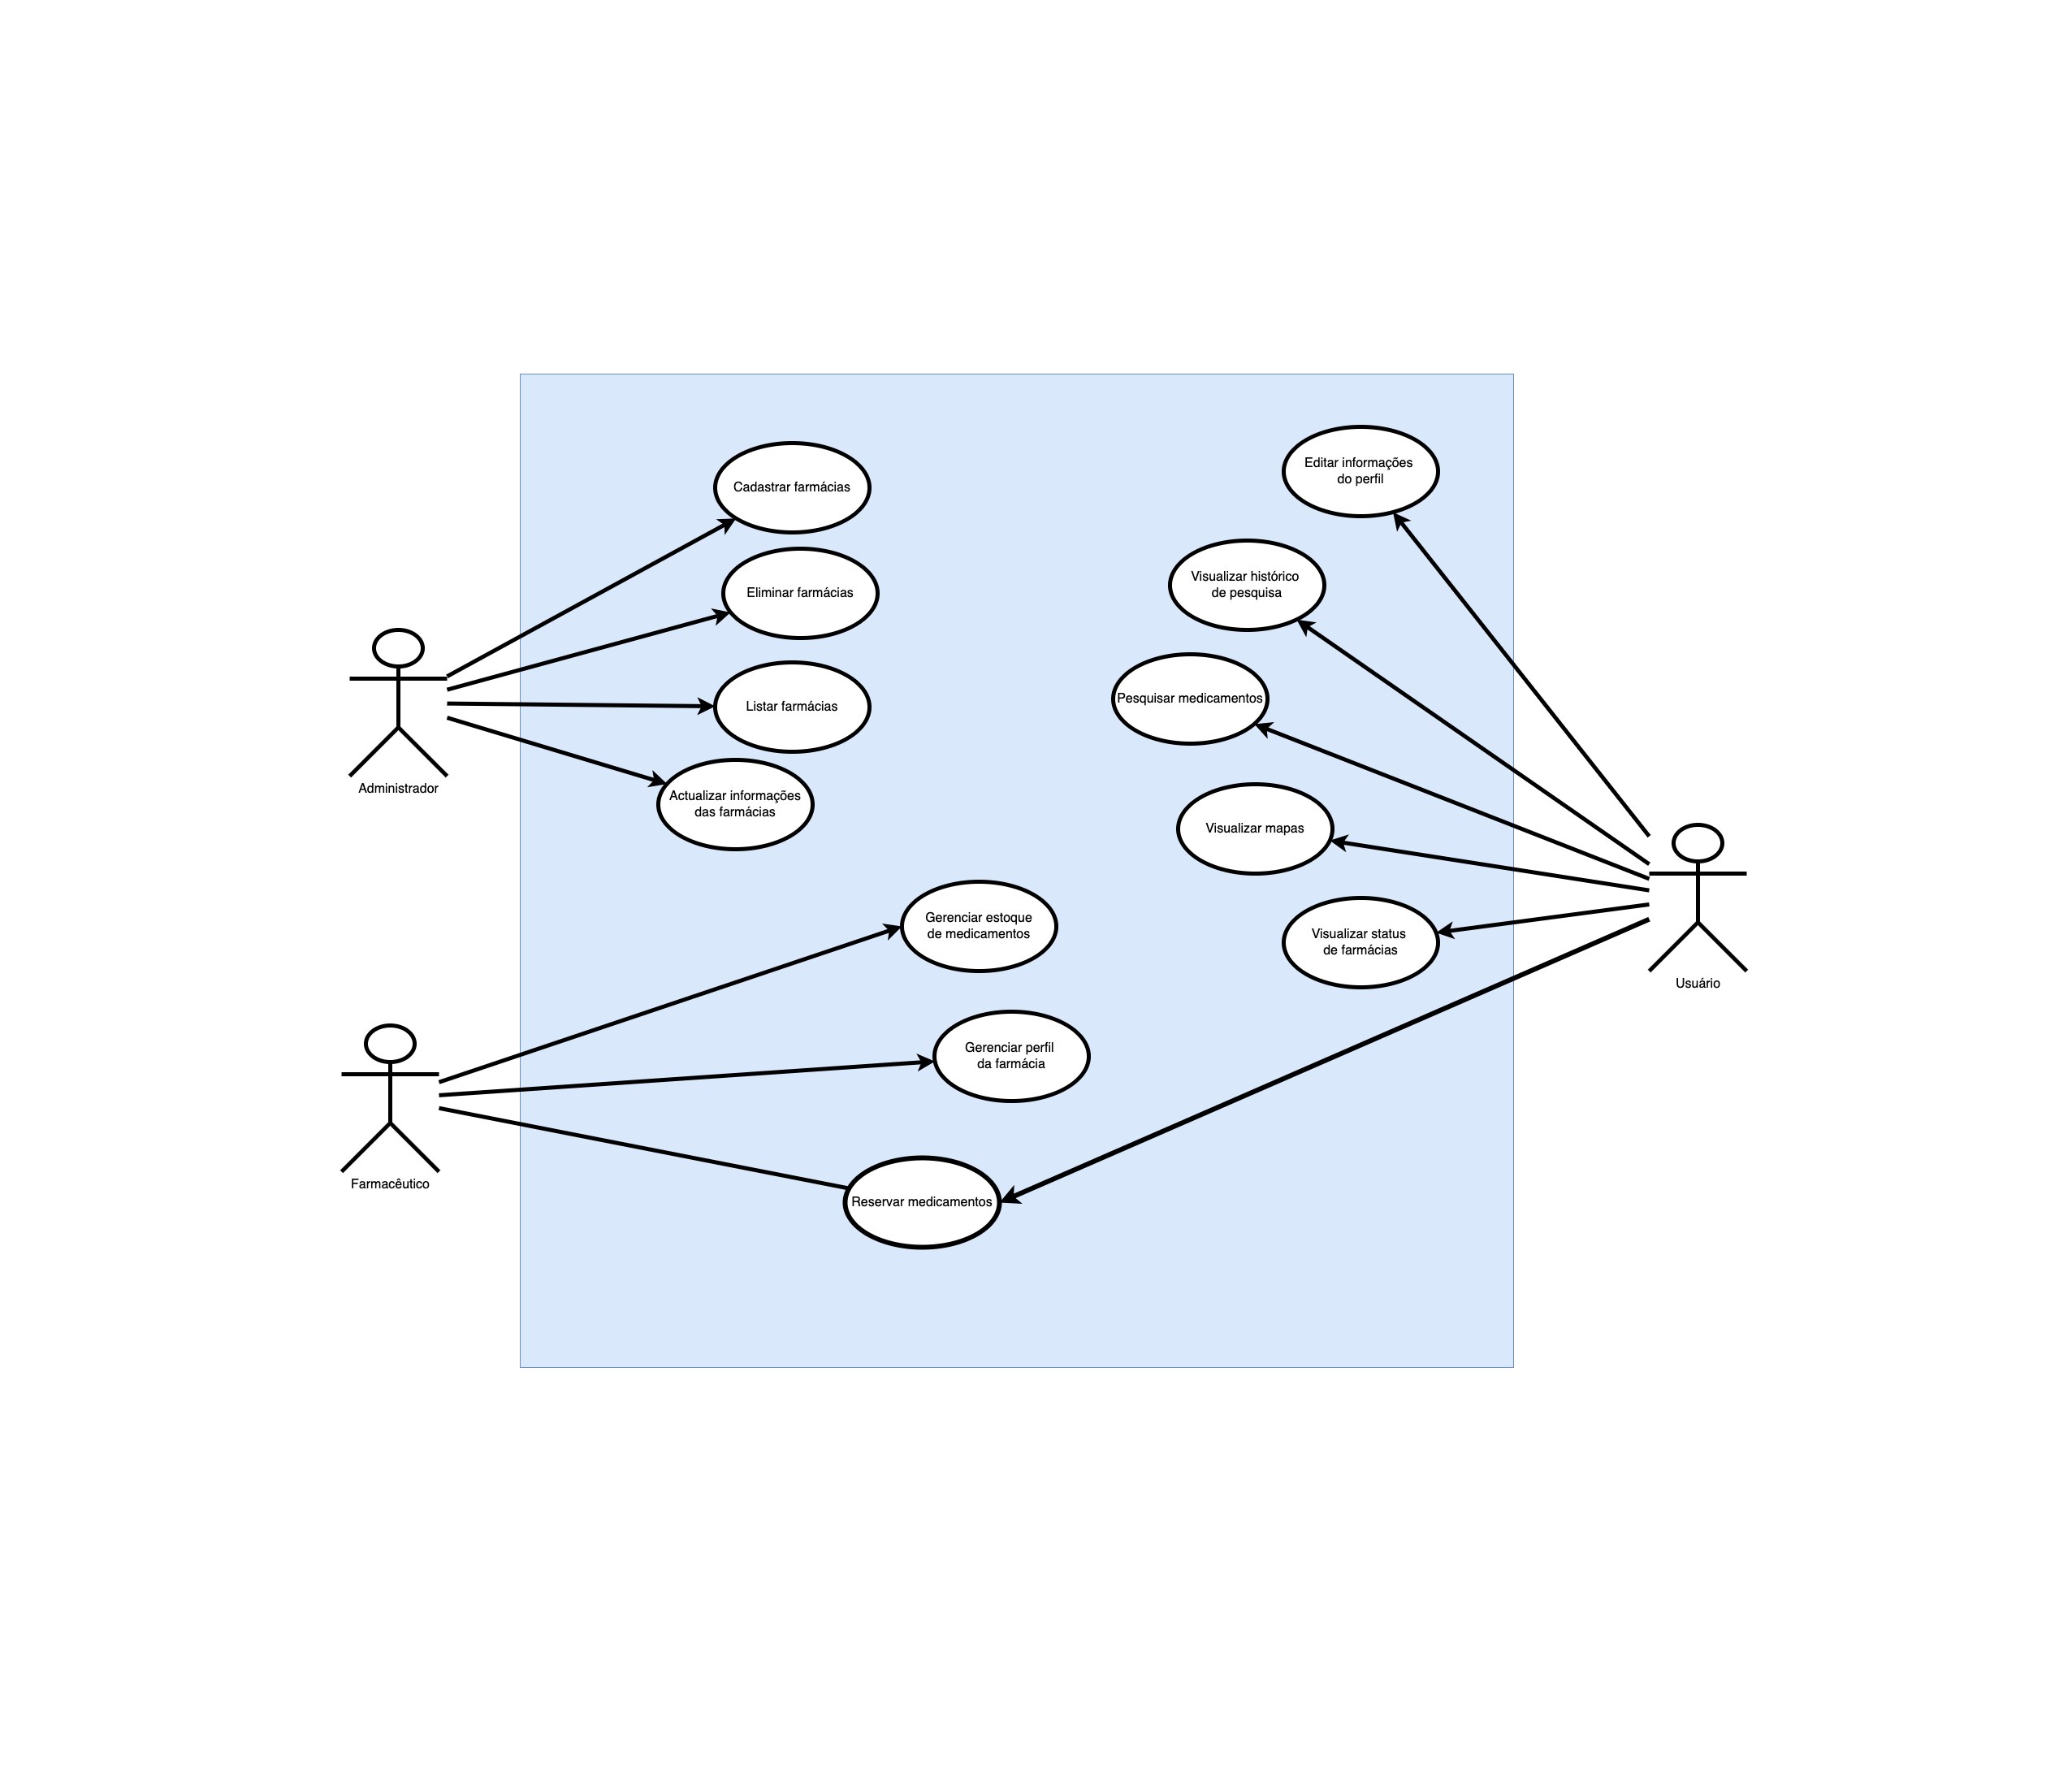 Cadastrar farmácias
Eliminar farmácias
Listar farmácias
Actualizar informações
das farmácias
Administrador
Editar informações
do perfil
Visualizar histórico
de pesquisa
Pesquisar medicamentos
Visualizar mapas
Visualizar status
de farmácias
Usuário
Gerenciar estoque
de medicamentos
Gerenciar perfil
da farmácia
Reservar medicamentos
Farmacêutico